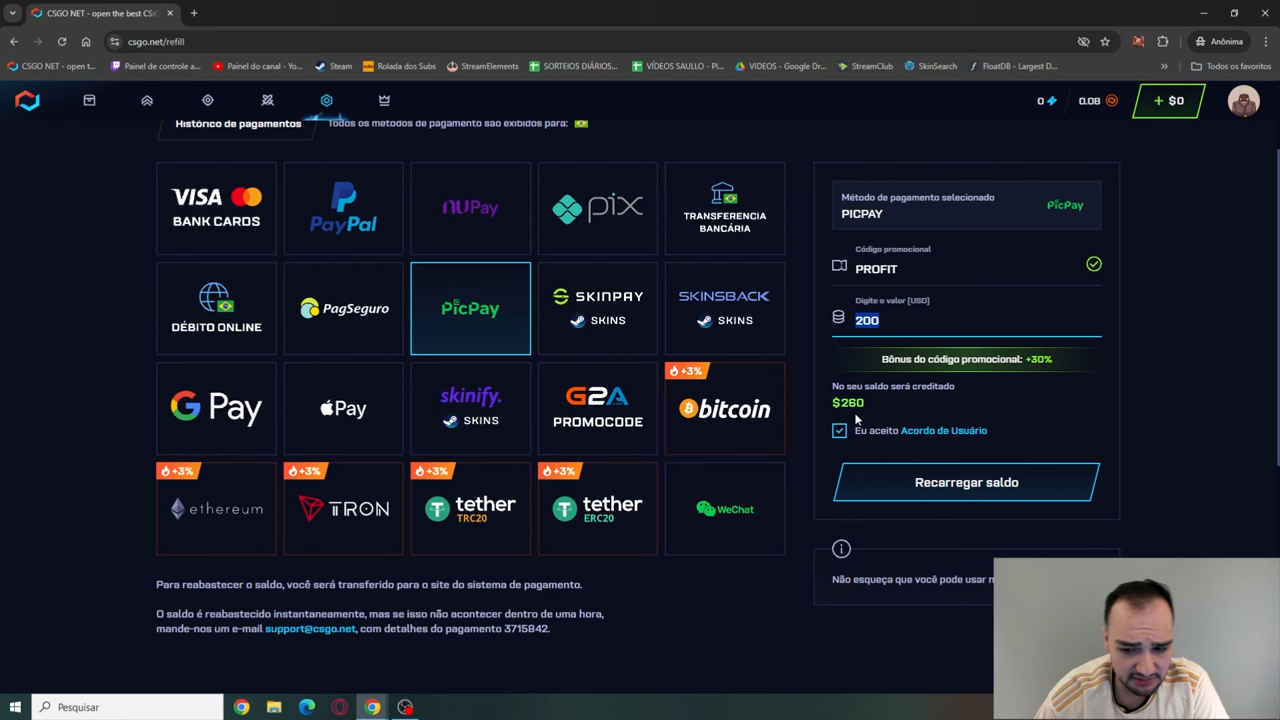 CSGO NET - open the best CS:
csgo.net/refill
Anônima
CSGO NET - open t...
Painel de controle a...
Painel do canal - Yo...
Steam
Rolada dos Subs
StreamElements
SORTEIOS DIÁRIOS...
VÍDEOS SAULLO - Pl...
VIDEOS - Google Dr...
StreamClub
SkinSearch
FloatDB - Largest D...
Todos os favoritos
0
0.08
+ $0
Histórico de pagamentos
Todos os métodos de pagamento são exibidos para:
VISA
BANK CARDS
PayPal
nuPay
pix
TRANSFERENCIA
BANCÁRIA
DÉBITO ONLINE
PagSeguro
PicPay
SKINPAY
SKINS
SKINSBACK
SKINS
G Pay
Pay
skinify.
SKINS
G2A
PROMOCODE
+3%
bitcoin
+3%
ethereum
+3%
TRON
+3%
tether
TRC20
+3%
tether
ERC20
WeChat
Para reabastecer o saldo, você será transferido para o site do sistema de pagamento.
O saldo é reabastecido instantaneamente, mas se isso não acontecer dentro de uma hora,
mande-nos um e-mail support@csgo.net, com detalhes do pagamento 3715842.
Método de pagamento selecionado
PICPAY
PicPay
Código promocional
PROFIT
Digite o valor [USD]
200
Bônus do código promocional: +30%
No seu saldo será creditado
$260
Eu aceito Acordo de Usuário
Recarregar saldo
Não esqueça que você pode usar
Pesquisar